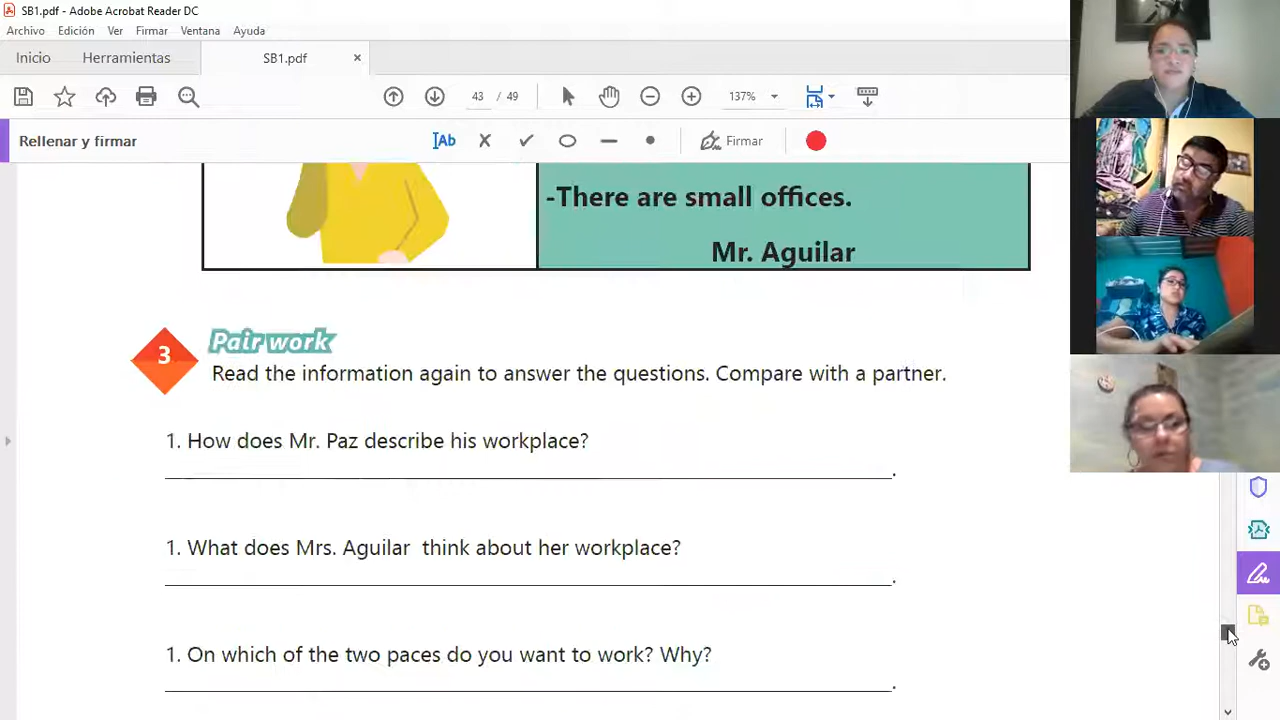 SB1.pdf - Adobe Acrobat Reader DC
Archivo Edición Ver Firmar Ventana Ayuda
Inicio Herramientas SB1.pdf ×
43 / 49 137%
Rellenar y firmar Ab Firmar
-There are small offices.
Mr. Aguilar
3 Pair work
Read the information again to answer the questions. Compare with a partner.
1. How does Mr. Paz describe his workplace?
.
1. What does Mrs. Aguilar think about her workplace?
.
1. On which of the two paces do you want to work? Why?
.